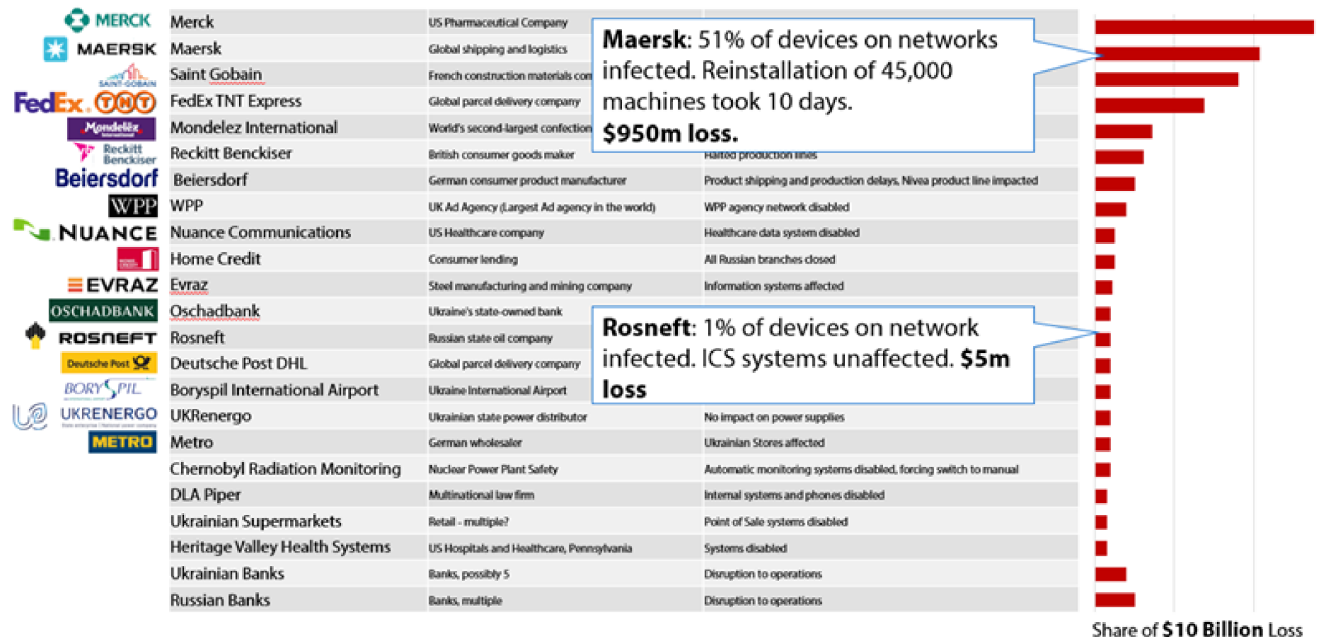 MERCK Merck US Pharmaceutical Company
MAERSK Maersk Global shipping and logistics
SAINT-GOBAIN Saint Gobain French construction materials com
FedEx TNT FedEx TNT Express Global parcel delivery company
Mondelēz International Mondelez International World's second-largest confection
Reckitt Benckiser Reckitt Benckiser British consumer goods maker Halted production lines
Maersk: 51% of devices on networks
infected. Reinstallation of 45,000
machines took 10 days.
$950m loss.
Beiersdorf Beiersdorf German consumer product manufacturer Product shipping and production delays, Nivea product line impacted
WPP WPP UK Ad Agency (Largest Ad agency in the world) WPP agency network disabled
NUANCE Nuance Communications US Healthcare company Healthcare data system disabled
Home Credit Consumer lending All Russian branches closed
EVRAZ Evraz Steel manufacturing and mining company Information systems affected
OSCHADBANK Oschadbank Ukraine's state-owned bank
ROSNEFT Rosneft Russian state oil company
Deutsche Post Deutsche Post DHL Global parcel delivery company
BORYSPIL Boryspil International Airport Ukraine International Airport
Rosneft: 1% of devices on network
infected. ICS systems unaffected. $5m
loss
UKRENERGO UKRenergo Ukrainian state power distributor No impact on power supplies
METRO Metro German wholesaler Ukrainian Stores affected
Chernobyl Radiation Monitoring Nuclear Power Plant Safety Automatic monitoring systems disabled, forcing switch to manual
DLA Piper Multinational law firm Internal systems and phones disabled
Ukrainian Supermarkets Retail - multiple? Point of Sale systems disabled
Heritage Valley Health Systems US Hospitals and Healthcare, Pennsylvania Systems disabled
Ukrainian Banks Banks, possibly 5 Disruption to operations
Russian Banks Banks, multiple Disruption to operations
Share of $10 Billion Loss